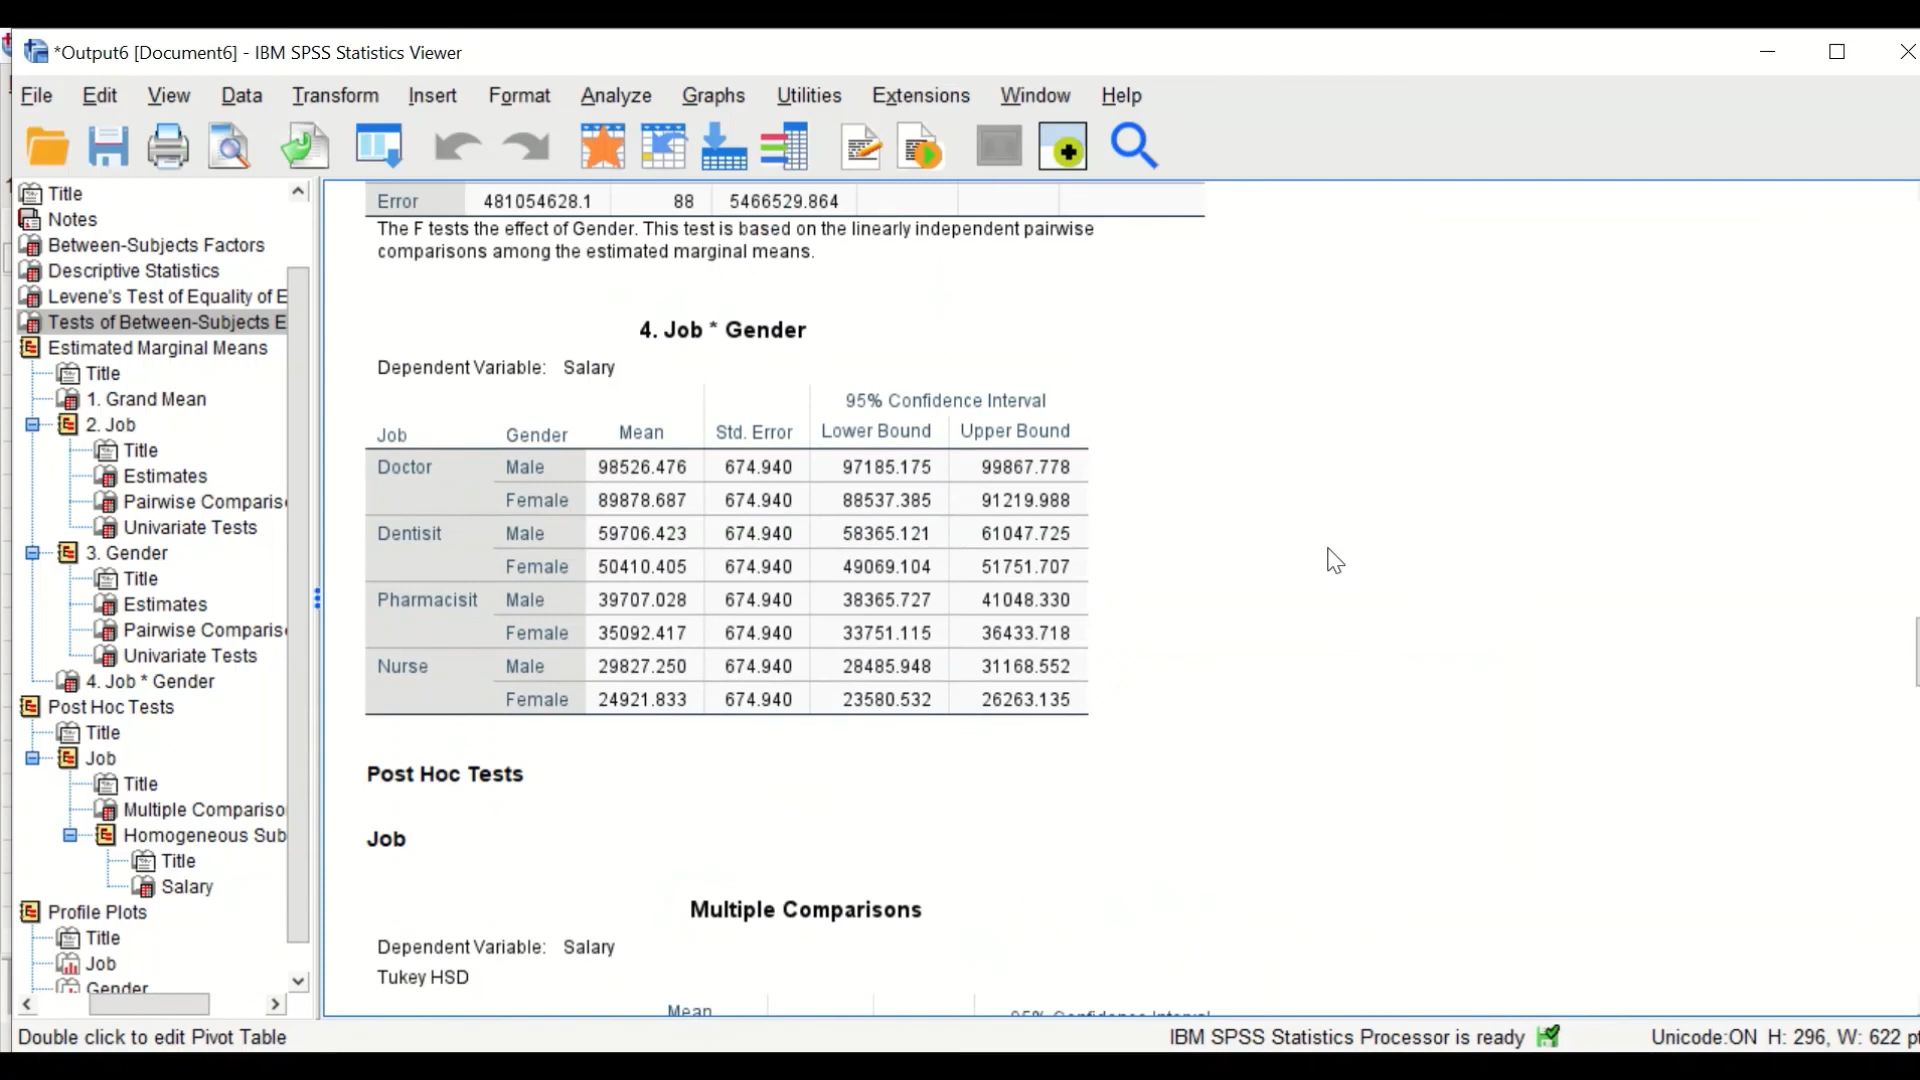 *Output6 [Document6] - IBM SPSS Statistics Viewer
File Edit View Data Transform Insert Format Analyze Graphs Utilities Extensions Window Help
Title
Notes
Between-Subjects Factors
Descriptive Statistics
Levene's Test of Equality of E
Tests of Between-Subjects E
Estimated Marginal Means
Title
1. Grand Mean
2. Job
Title
Estimates
Pairwise Comparis
Univariate Tests
3. Gender
Title
Estimates
Pairwise Comparis
Univariate Tests
4. Job * Gender
Post Hoc Tests
Title
Job
Title
Multiple Compariso
Homogeneous Sub
Title
Salary
Profile Plots
Title
Job
Gender
Error 481054628.1 88 5466529.864
The F tests the effect of Gender. This test is based on the linearly independent pairwise
comparisons among the estimated marginal means.
4. Job * Gender
Dependent Variable: Salary
95% Confidence Interval
Job Gender Mean Std. Error Lower Bound Upper Bound
Doctor Male 98526.476 674.940 97185.175 99867.778
Female 89878.687 674.940 88537.385 91219.988
Dentisit Male 59706.423 674.940 58365.121 61047.725
Female 50410.405 674.940 49069.104 51751.707
Pharmacisit Male 39707.028 674.940 38365.727 41048.330
Female 35092.417 674.940 33751.115 36433.718
Nurse Male 29827.250 674.940 28485.948 31168.552
Female 24921.833 674.940 23580.532 26263.135
Post Hoc Tests
Job
Multiple Comparisons
Dependent Variable: Salary
Tukey HSD
Mean 95% Confidence Interval
Double click to edit Pivot Table
IBM SPSS Statistics Processor is ready
Unicode:ON H: 296, W: 622 pt